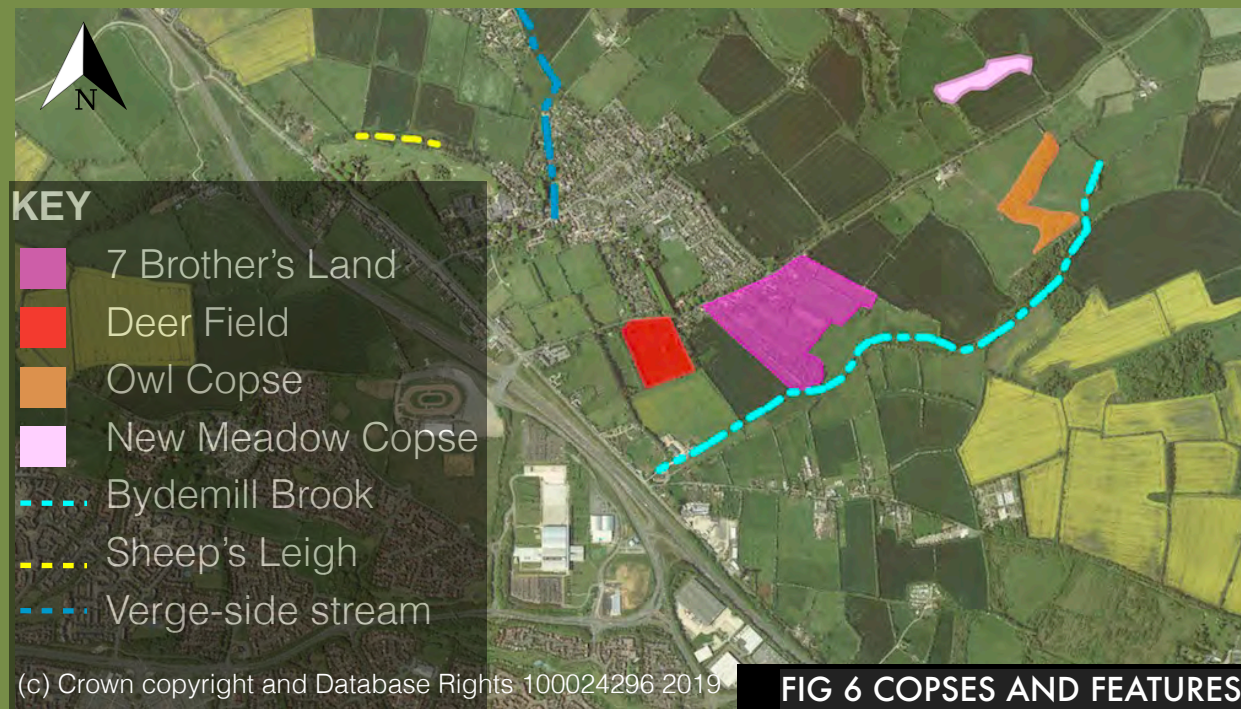 N
KEY
7 Brother's Land
Deer Field
Owl Copse
New Meadow Copse
Bydemill Brook
Sheep's Leigh
Verge-side stream
(c) Crown copyright and Database Rights 100024296 2019
FIG 6 COPSES AND FEATURES